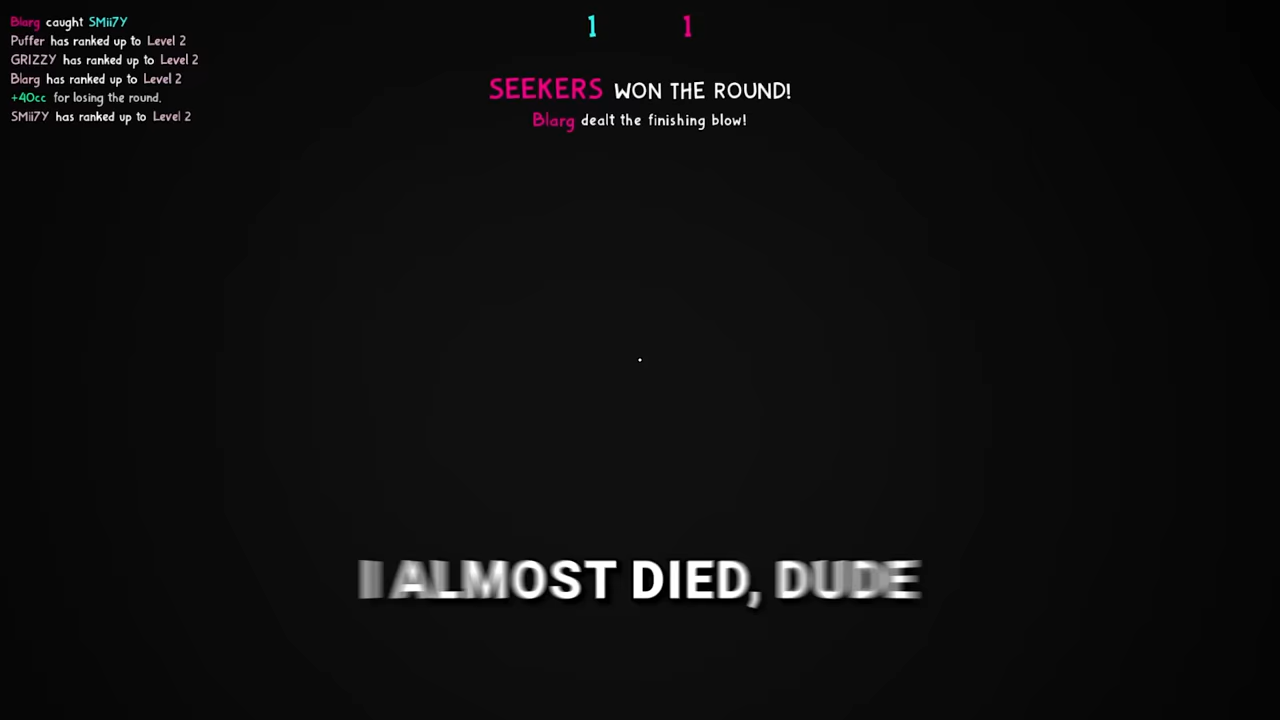 Blarg caught SMii7Y
Puffer has ranked up to Level 2
GRIZZY has ranked up to Level 2
Blarg has ranked up to Level 2
+40cc for losing the round.
SMii7Y has ranked up to Level 2
1 1
SEEKERS WON THE ROUND!
Blarg dealt the finishing blow!
I ALMOST DIED, DUDE